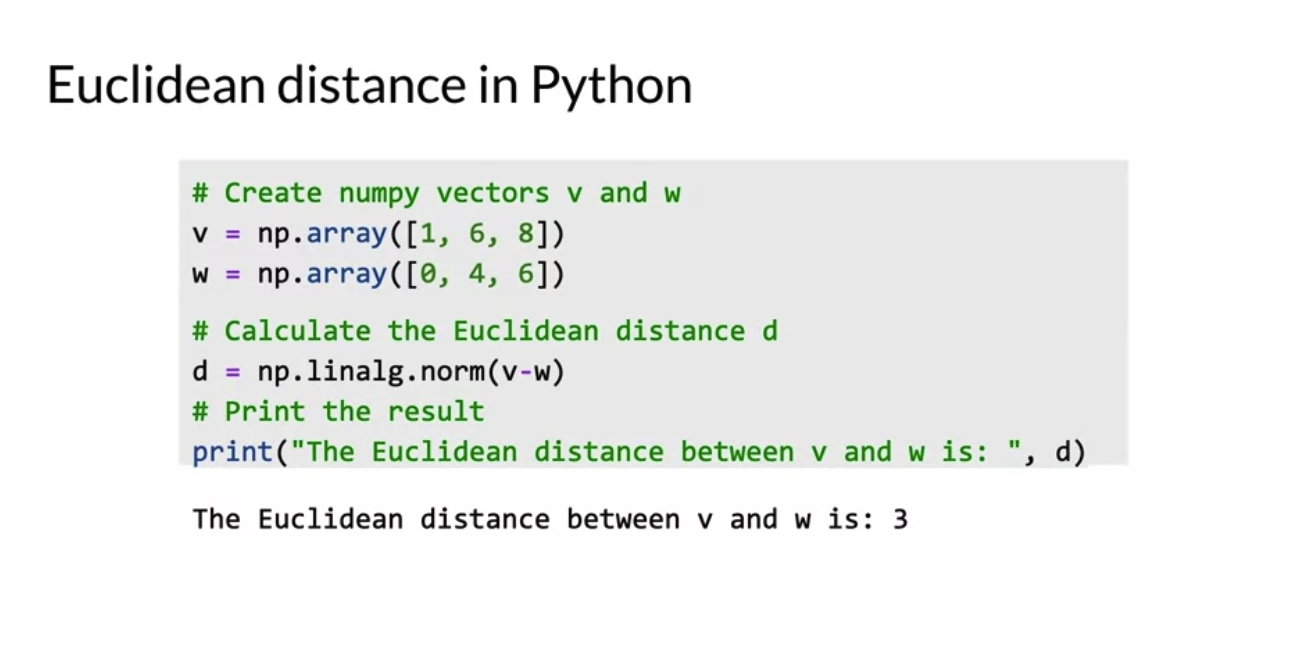 Euclidean distance in Python
# Create numpy vectors v and w
v = np.array([1, 6, 8])
w = np.array([0, 4, 6])
# Calculate the Euclidean distance d
d = np.linalg.norm(v-w)
# Print the result
print("The Euclidean distance between v and w is: ", d)
The Euclidean distance between v and w is: 3